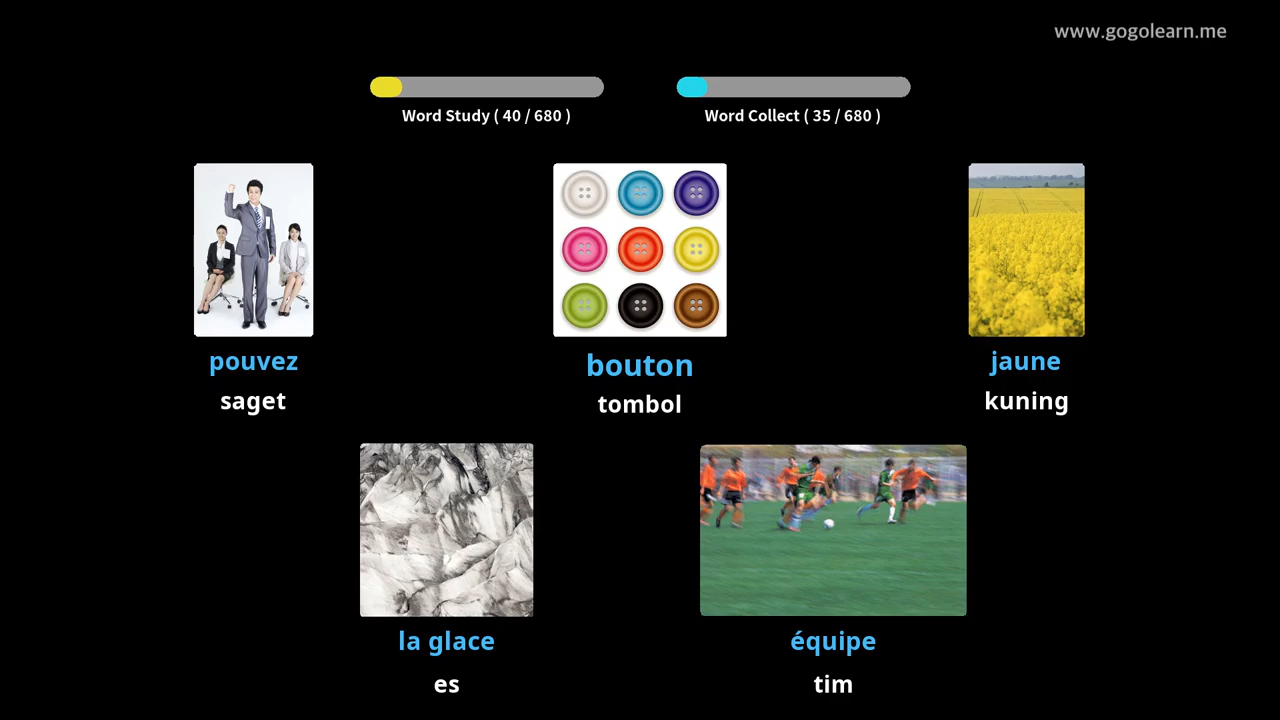 www.gogolearn.me
Word Study ( 40 / 680 )
Word Collect ( 35 / 680 )
pouvez
saget
bouton
tombol
jaune
kuning
la glace
es
équipe
tim